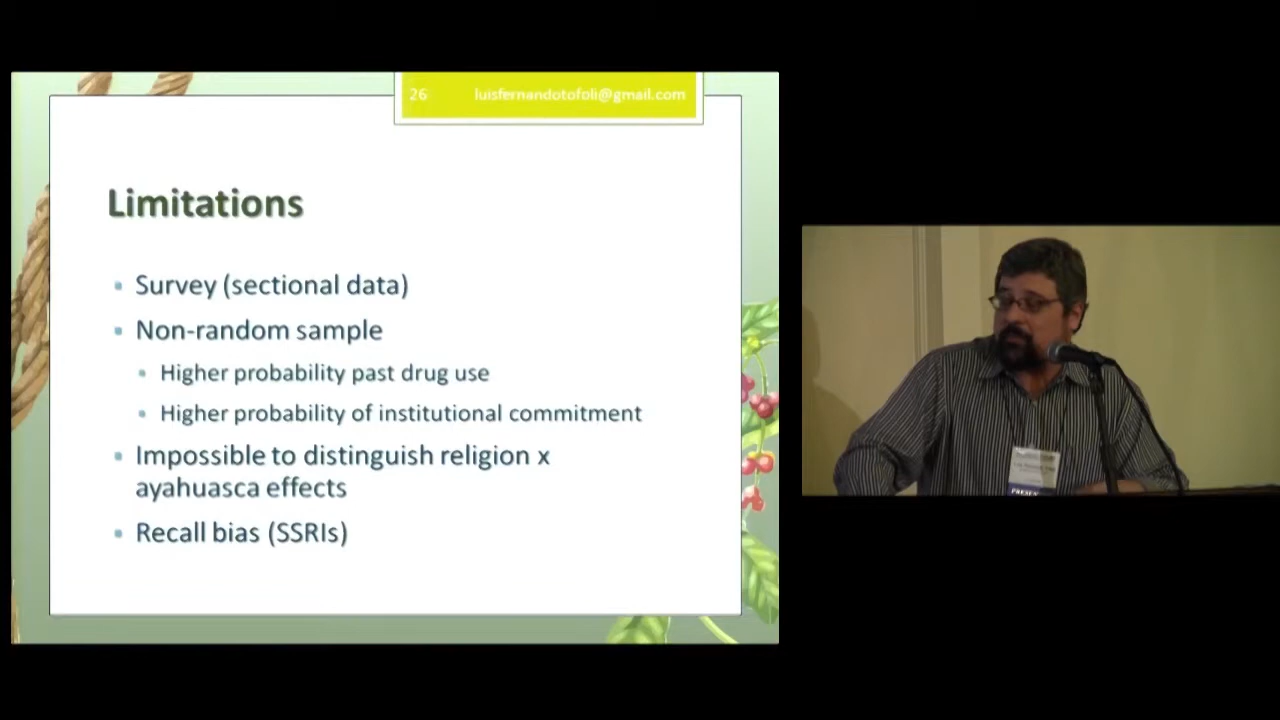 26 luisfernandotofoli@gmail.com
Limitations
Survey (sectional data)
Non-random sample
Higher probability past drug use
Higher probability of institutional commitment
Impossible to distinguish religion x
ayahuasca effects
Recall bias (SSRIs)